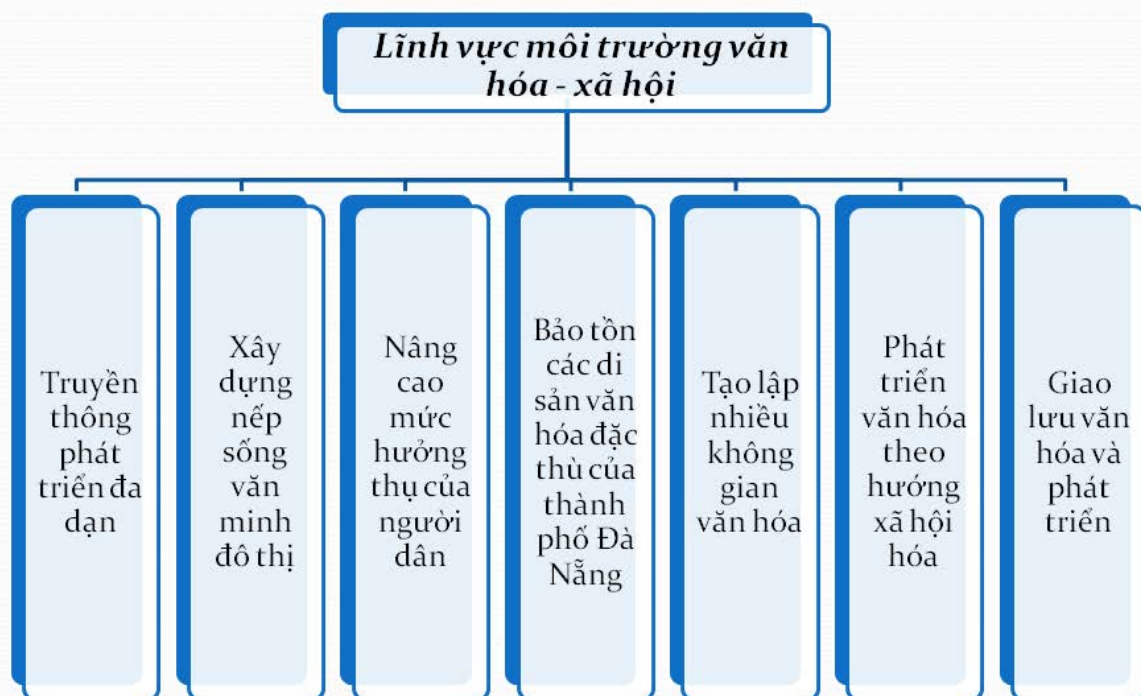 Lĩnh vực môi trường văn
hóa - xã hội
Truyền
thông
phát
triển đa
dạn
Xây
dựng
nếp
sống
văn
minh
đô thị
Nâng
cao
mức
hưởng
thụ của
người
dân
Bảo tồn
các di
sản văn
hóa đặc
thù của
thành
phố Đà
Nẵng
Tạo lập
nhiều
không
gian
văn hóa
Phát
triển
văn hóa
theo
hướng
xã hội
hóa
Giao
lưu văn
hóa và
phát
triển